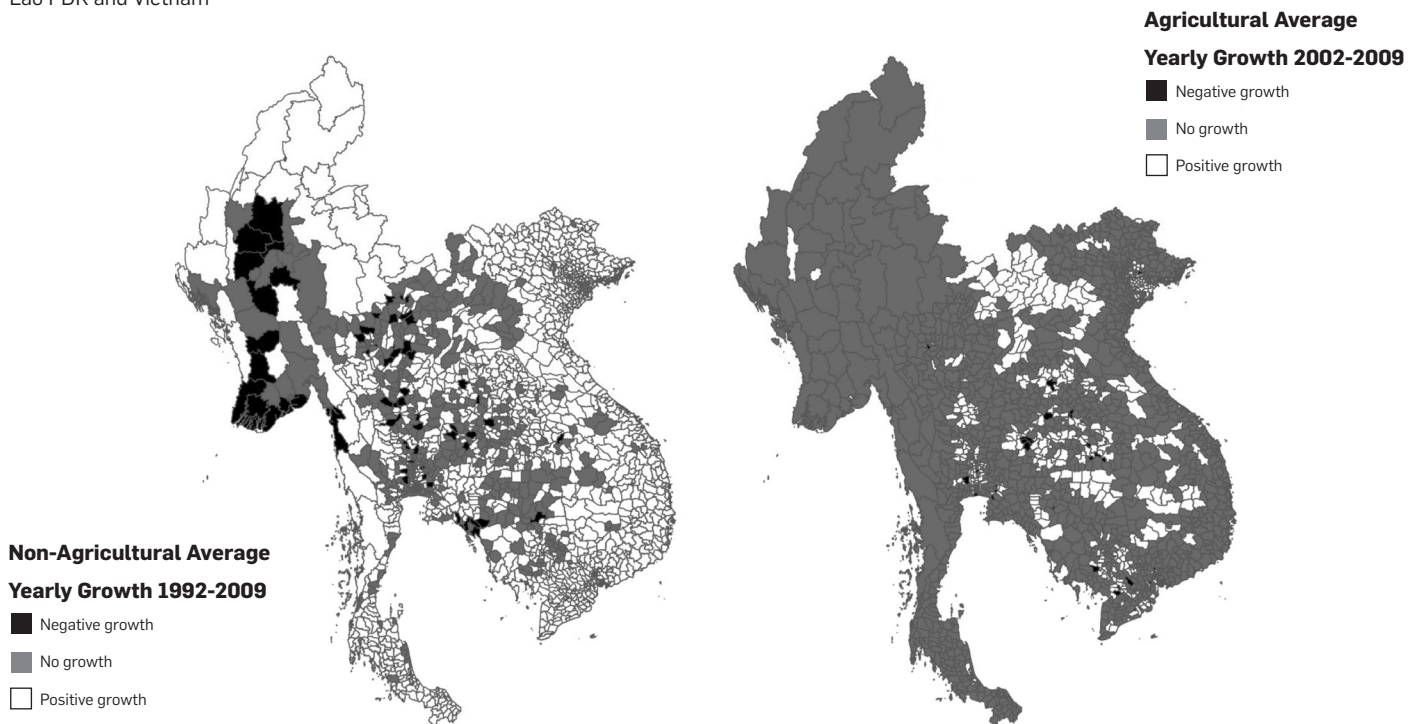 Lao PDR and Vietnam
Agricultural Average
Yearly Growth 2002-2009
Negative growth
No growth
Positive growth
Non-Agricultural Average
Yearly Growth 1992-2009
Negative growth
No growth
Positive growth